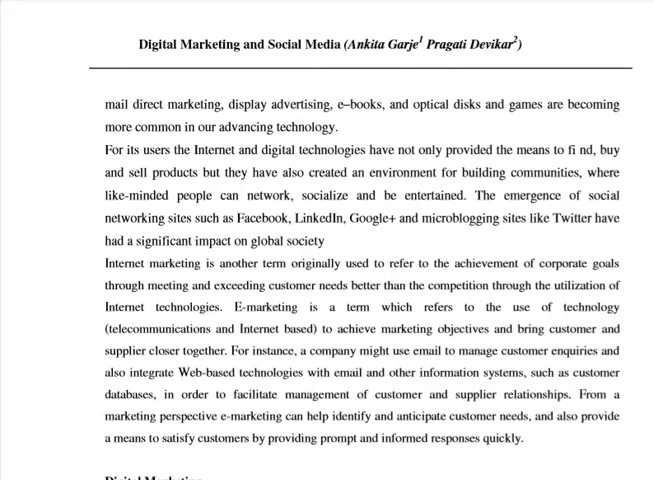 Digital Marketing and Social Media (Ankita Garje1 Pragati Devikar2)
mail direct marketing, display advertising, e–books, and optical disks and games are becoming
more common in our advancing technology.
For its users the Internet and digital technologies have not only provided the means to fi nd, buy
and sell products but they have also created an environment for building communities, where
like-minded people can network, socialize and be entertained. The emergence of social
networking sites such as Facebook, LinkedIn, Google+ and microblogging sites like Twitter have
had a significant impact on global society
Internet marketing is another term originally used to refer to the achievement of corporate goals
through meeting and exceeding customer needs better than the competition through the utilization of
Internet technologies. E-marketing is a term which refers to the use of technology
(telecommunications and Internet based) to achieve marketing objectives and bring customer and
supplier closer together. For instance, a company might use email to manage customer enquiries and
also integrate Web-based technologies with email and other information systems, such as customer
databases, in order to facilitate management of customer and supplier relationships. From a
marketing perspective e-marketing can help identify and anticipate customer needs, and also provide
a means to satisfy customers by providing prompt and informed responses quickly.
Digital Marketing